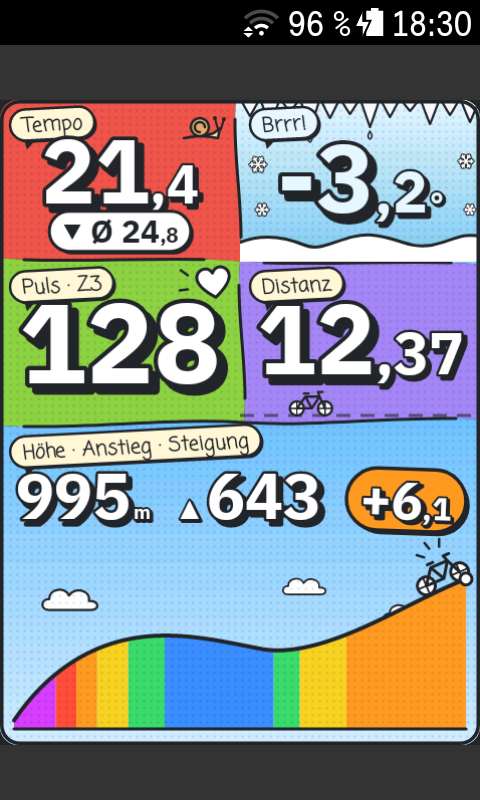 96 % 18:30
Tempo
21,4
▼ Ø 24,8
Brrr!
-3,2°
Puls · Z3
128
Distanz
12,37
Höhe · Anstieg · Steigung
995m ▲643 +6,1